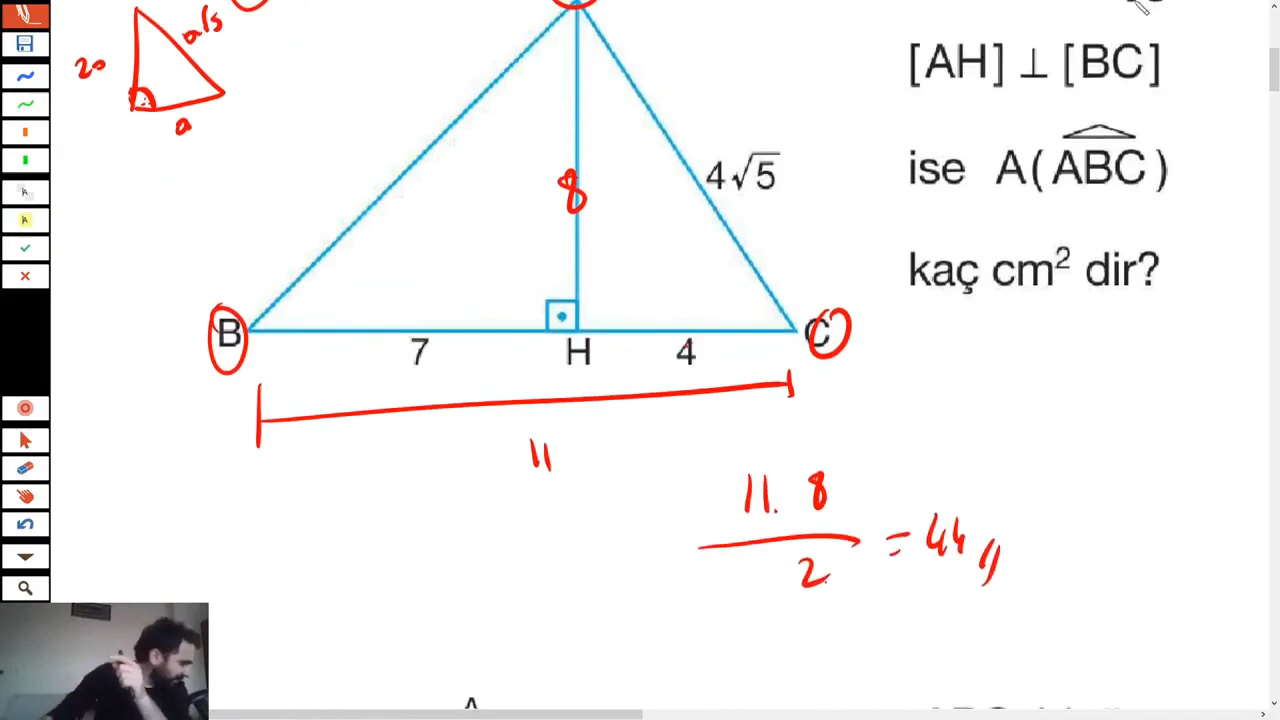 20
a√5
a
[AH] ⊥ [BC]
4√5
ise A(ABC)
8
kaç cm² dir?
B
C
7
H
4
11
11. 8
2
= 44
A